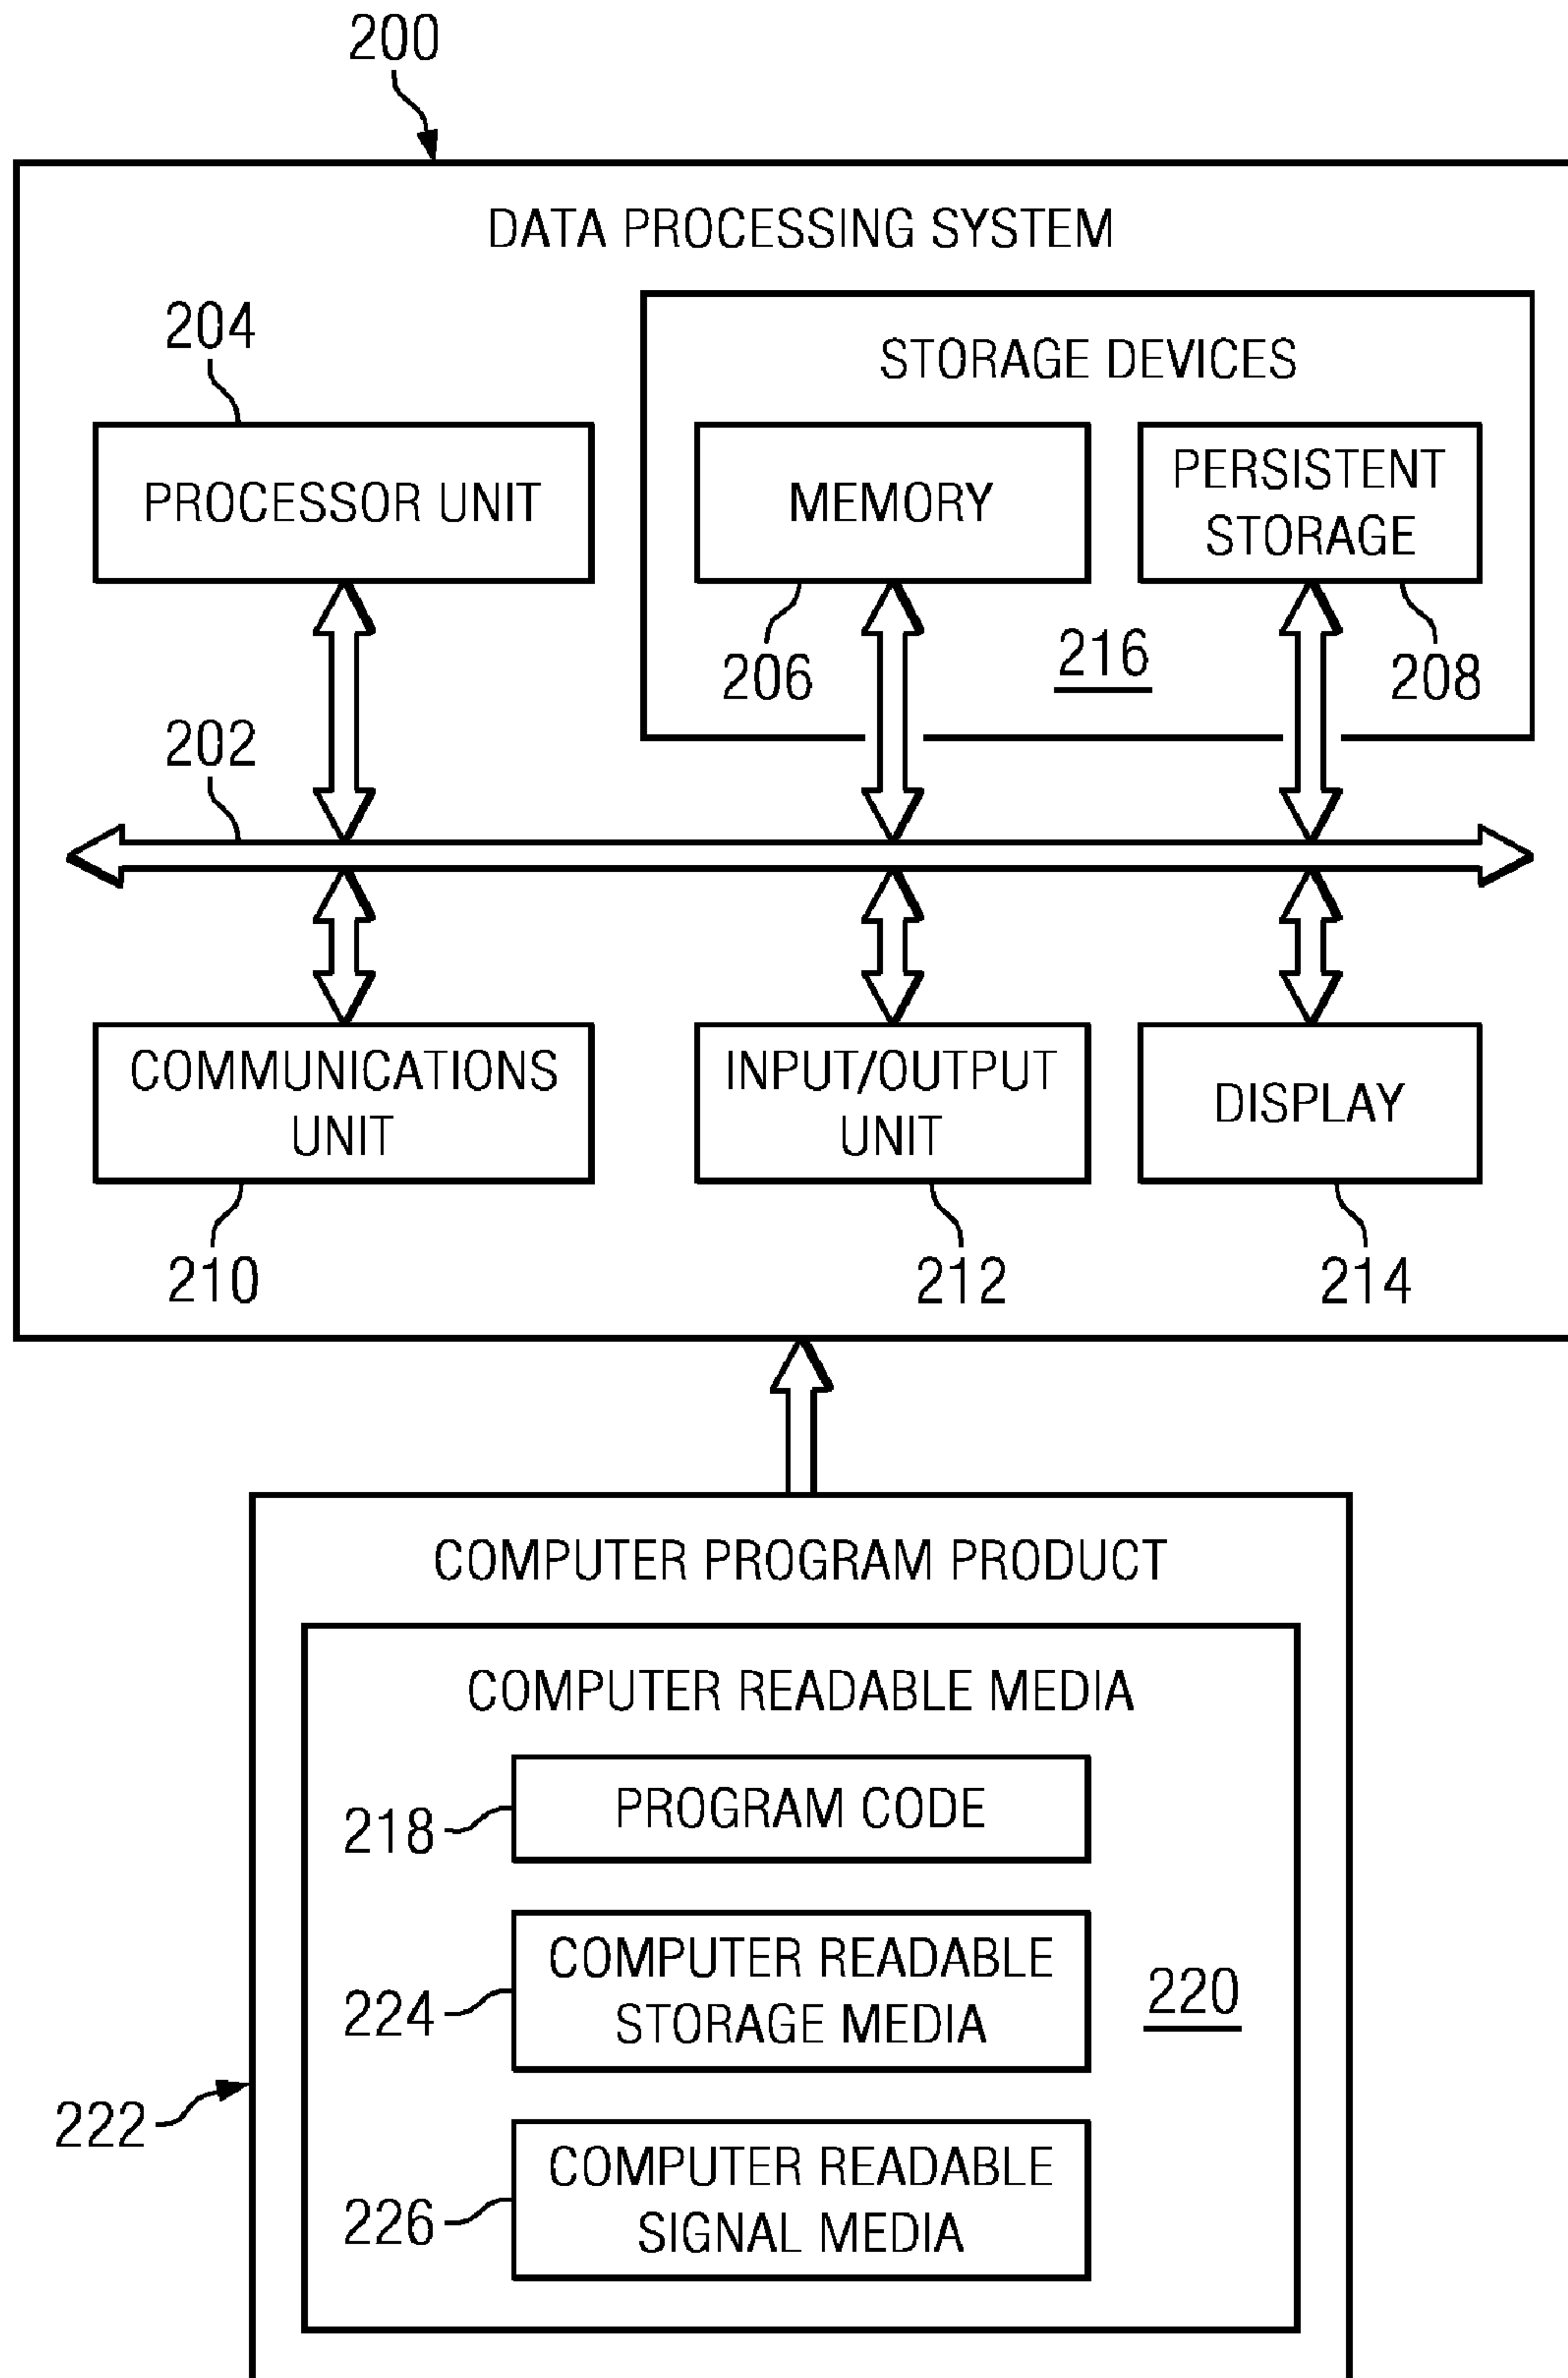 200
DATA PROCESSING SYSTEM
204
STORAGE DEVICES
PROCESSOR UNIT
MEMORY
PERSISTENT
STORAGE
206
216
208
202
COMMUNICATIONS
UNIT
INPUT/OUTPUT
UNIT
DISPLAY
210
212
214
COMPUTER PROGRAM PRODUCT
COMPUTER READABLE MEDIA
218
PROGRAM CODE
224
COMPUTER READABLE
STORAGE MEDIA
220
222
226
COMPUTER READABLE
SIGNAL MEDIA